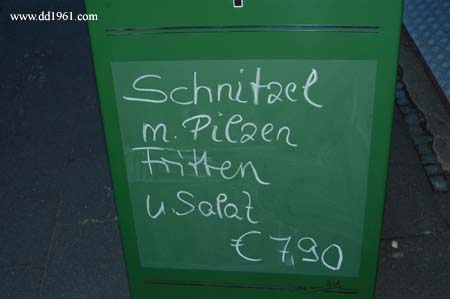 www.dd1961.com
Schnitzel
m. Pilzen
Fritten
u. Salat
€ 7,90